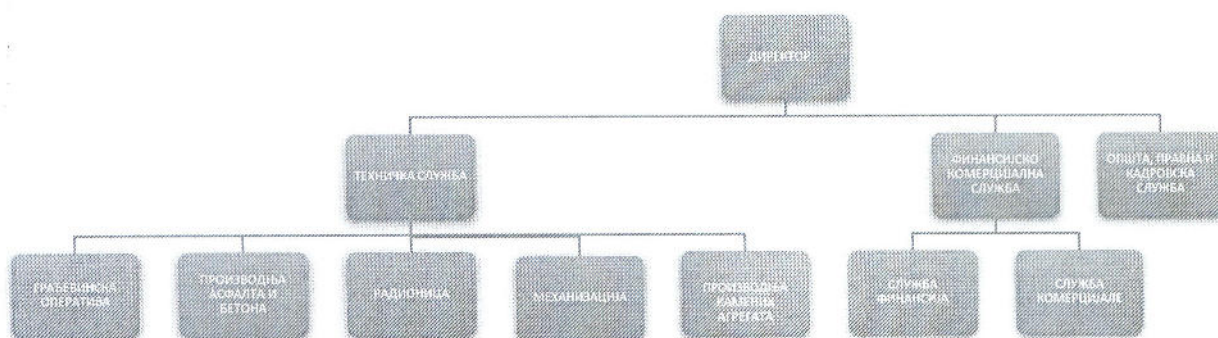 ДИРЕКТОР
ТЕХНИЧКА СЛУЖБА
ФИНАНСИЈСКО
КОМЕРЦИЈАЛНА
СЛУЖБА
ОПШТА, ПРАВНА И
КАДРОВСКА
СЛУЖБА
ГРАЂЕВИНСКА
ОПЕРАТИВА
ПРОИЗВОДЊА
АСФАЛТА И
БЕТОНА
РАДИОНИЦА
МЕХАНИЗАЦИЈА
ПРОИЗВОДЊА
КАМЕНИХ
АГРЕГАТА
СЛУЖБА
ФИНАНСИЈА
СЛУЖБА
КОМЕРЦИЈАЛЕ